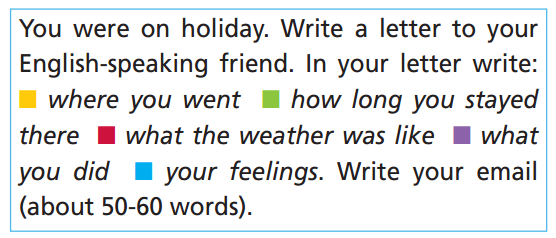 You were on holiday. Write a letter to your
English-speaking friend. In your letter write:
■ where you went ■ how long you stayed
there ■ what the weather was like ■ what
you did ■ your feelings. Write your email
(about 50-60 words).